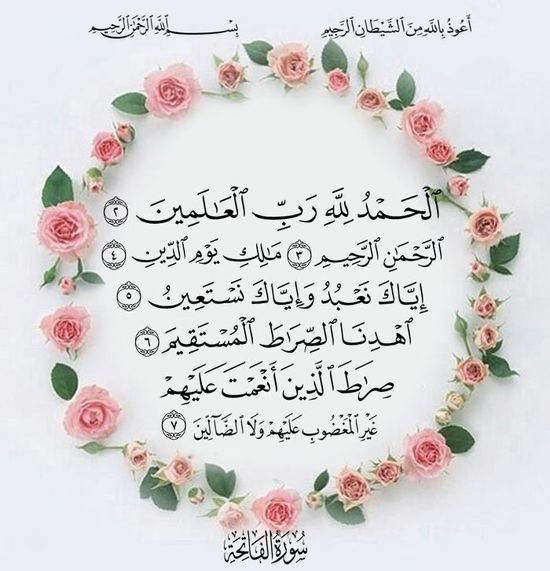 أَعُوذُ بِاللَّهِ مِنَ الشَّيْطَانِ الرَّجِيمِ
بِسْمِ اللَّهِ الرَّحْمَٰنِ الرَّحِيمِ
ٱلْحَمْدُ لِلَّهِ رَبِّ ٱلْعَٰلَمِينَ ٢
ٱلرَّحْمَٰنِ ٱلرَّحِيمِ ٣ مَٰلِكِ يَوْمِ ٱلدِّينِ ٤
إِيَّاكَ نَعْبُدُ وَإِيَّاكَ نَسْتَعِينُ ٥
ٱهْدِنَا ٱلصِّرَٰطَ ٱلْمُسْتَقِيمَ ٦
صِرَٰطَ ٱلَّذِينَ أَنْعَمْتَ عَلَيْهِمْ
غَيْرِ ٱلْمَغْضُوبِ عَلَيْهِمْ وَلَا ٱلضَّآلِّينَ ٧
سُورَةُ الفَاتِحَةِ